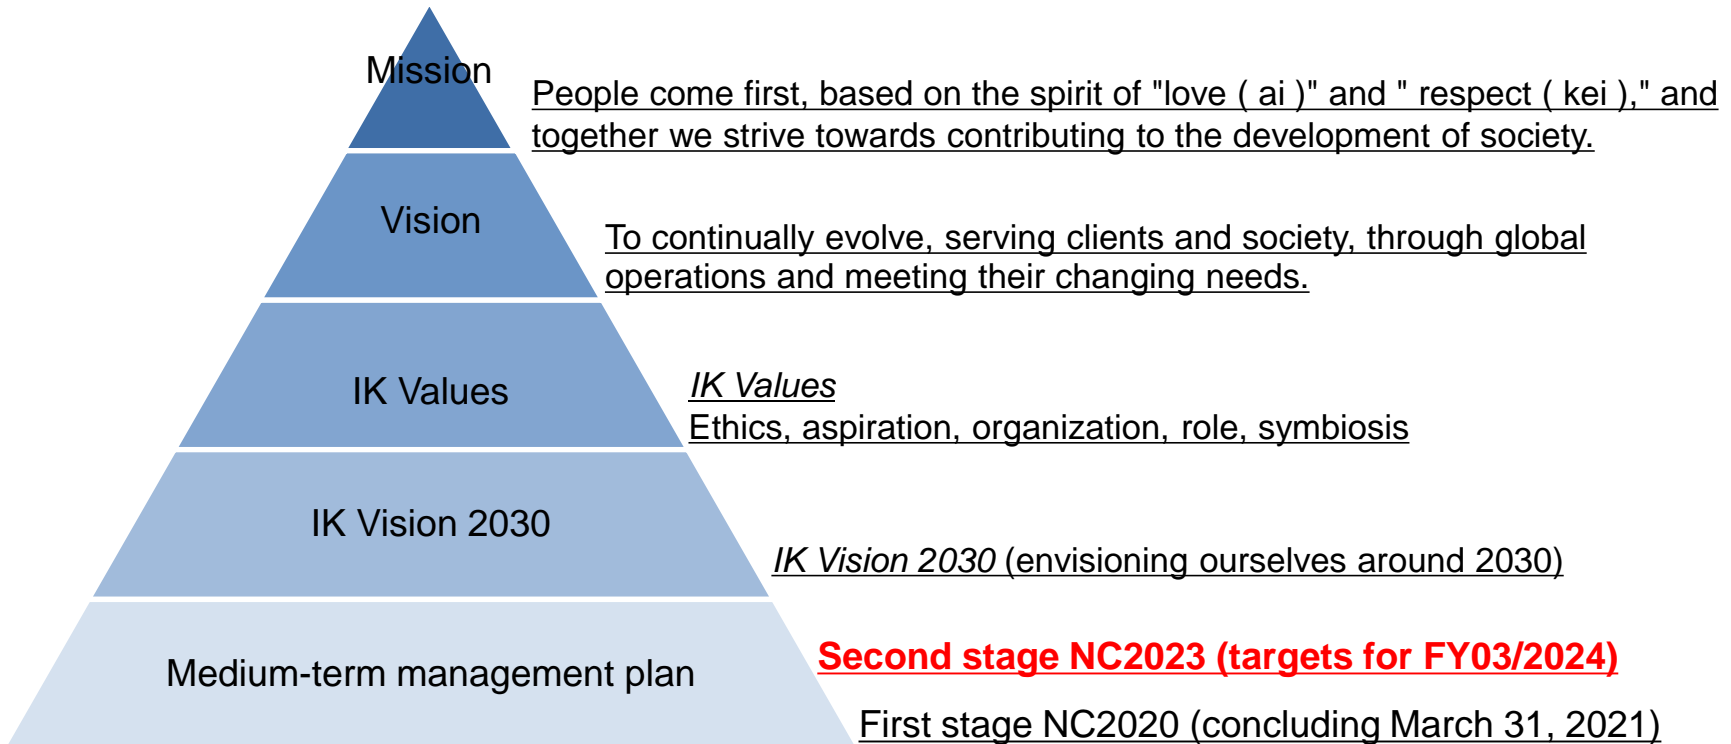 Mission
People come first, based on the spirit of "love ( ai )" and " respect ( kei )," and
together we strive towards contributing to the development of society.
Vision
To continually evolve, serving clients and society, through global
operations and meeting their changing needs.
IK Values
IK Values
Ethics, aspiration, organization, role, symbiosis
IK Vision 2030
IK Vision 2030 (envisioning ourselves around 2030)
Medium-term management plan
Second stage NC2023 (targets for FY03/2024)
First stage NC2020 (concluding March 31, 2021)